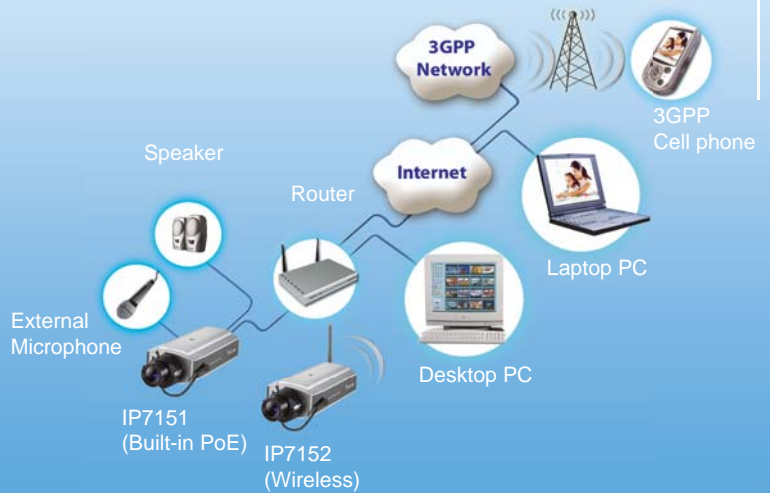 3GPP
Network
3GPP
Cell phone
Speaker
Internet
Router
Laptop PC
External
Microphone
Desktop PC
IP7151
(Built-in PoE)
IP7152
(Wireless)